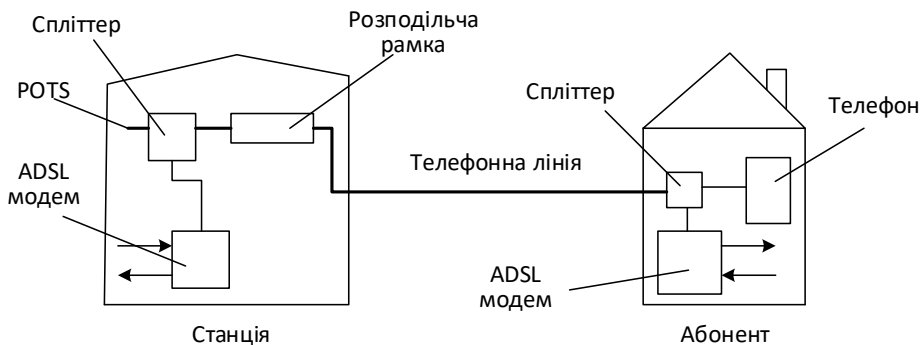 Спліттер
Розподільча
рамка
POTS
Спліттер
Телефон
Телефонна лінія
ADSL
модем
ADSL
модем
Станція
Абонент